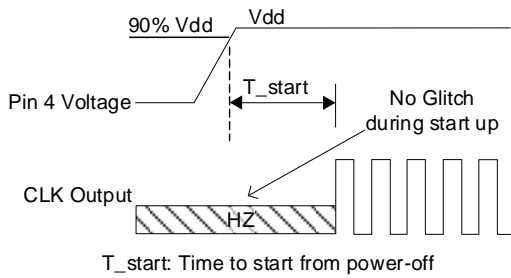 90% Vdd
Vdd
T_start
Pin 4 Voltage
No Glitch
during start up
CLK Output
HZ
T_start: Time to start from power-off